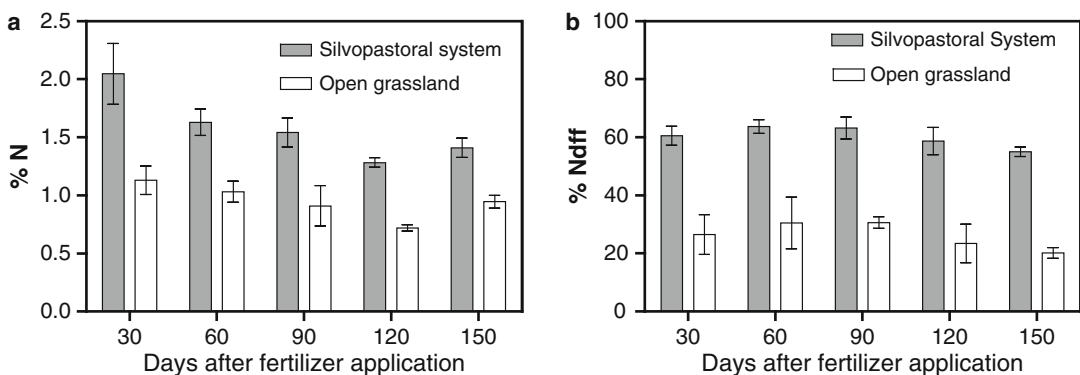 a
2.5
2.0
1.5
1.0
0.5
0.0
% N
Silvopastoral system
Open grassland
30 60 90 120 150
Days after fertilizer application
b
100
80
60
40
20
0
% Ndff
Silvopastoral System
Open grassland
30 60 90 120 150
Days after fertilizer application